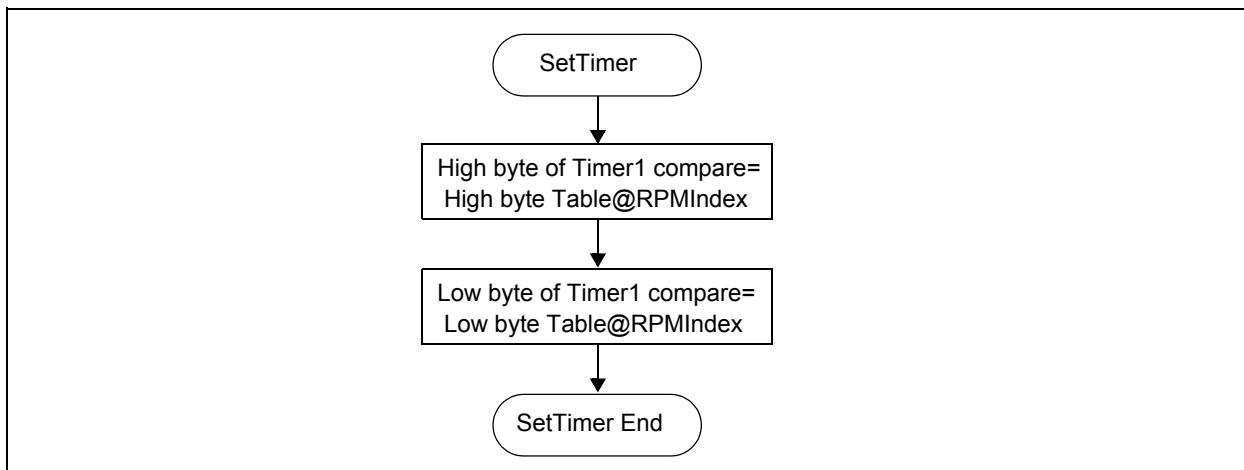 SetTimer
High byte of Timer1 compare=
High byte Table@RPMIndex
Low byte of Timer1 compare=
Low byte Table@RPMIndex
SetTimer End